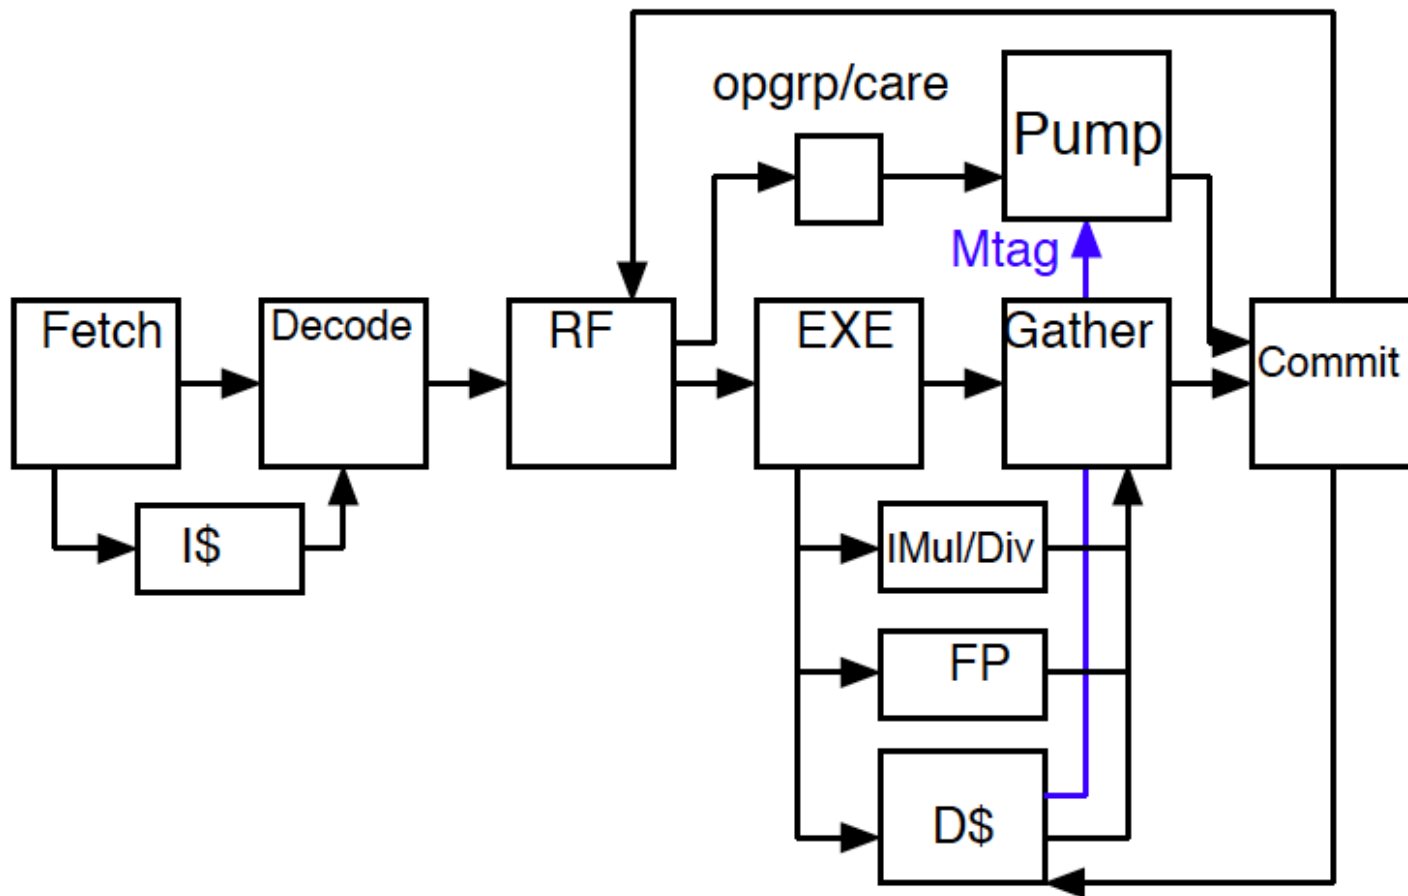 opgrp/care
Pump
Mtag
Fetch
Decode
RF
EXE
Gather
Commit
I$
IMul/Div
FP
D$